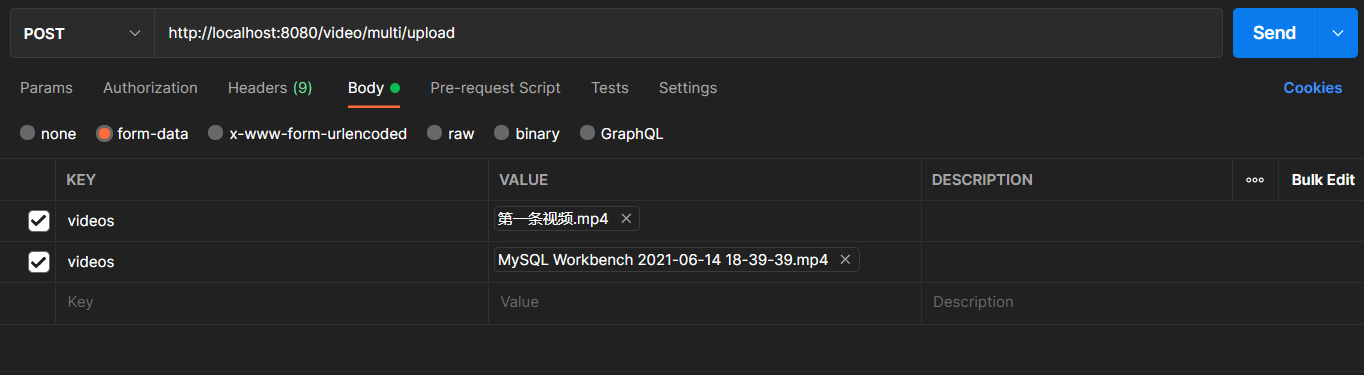 POST http://localhost:8080/video/multi/upload Send
Params Authorization Headers (9) Body Pre-request Script Tests Settings Cookies
none form-data x-www-form-urlencoded raw binary GraphQL
KEY VALUE DESCRIPTION Bulk Edit
videos 第一条视频.mp4
videos MySQL Workbench 2021-06-14 18-39-39.mp4
Key Value Description